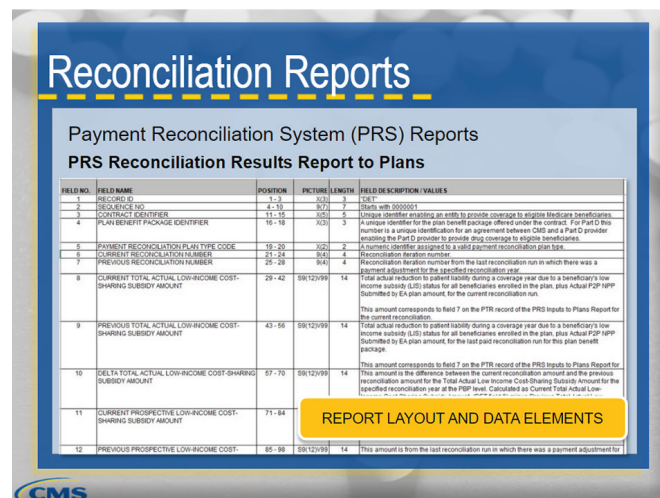 Reconciliation Reports
Payment Reconciliation System (PRS) Reports
PRS Reconciliation Results Report to Plans
FIELD NO. FIELD NAME POSITION PICTURE LENGTH FIELD DESCRIPTION / VALUES
1 RECORD ID 1 - 3 X(3) 3 "DET"
2 SEQUENCE NO 4 - 10 9(7) 7 Starts with 0000001
3 CONTRACT IDENTIFIER 11 - 15 X(5) 5 Unique identifier enabling an entity to provide coverage to eligible Medicare beneficiaries.
4 PLAN BENEFIT PACKAGE IDENTIFIER 16 - 18 X(3) 3 A unique identifier for the plan benefit package offered under the contract. For Part D this
number is a unique identification for an agreement between CMS and a Part D provider
enabling the Part D provider to provide drug coverage to eligible beneficiaries.
5 PAYMENT RECONCILIATION PLAN TYPE CODE 19 - 20 X(2) 2 A numeric identifier assigned to a valid payment reconciliation plan type.
6 CURRENT RECONCILIATION NUMBER 21 - 24 9(4) 4 Reconciliation iteration number.
7 PREVIOUS RECONCILIATION NUMBER 25 - 28 9(4) 4 Reconciliation iteration number from the last reconciliation run in which there was a
payment adjustment for the specified reconciliation year.
8 CURRENT TOTAL ACTUAL LOW-INCOME COST- 29 - 42 S9(12)V99 14 Total actual reduction to patient liability during a coverage year due to a beneficiary's low
SHARING SUBSIDY AMOUNT income subsidy (LIS) status for all beneficiaries enrolled in the plan, plus Actual P2P NPP
Submitted by EA plan amount, for the current reconciliation run.
This amount corresponds to field 7 on the PTR record of the PRS Inputs to Plans Report for
the current reconciliation.
9 PREVIOUS TOTAL ACTUAL LOW-INCOME COST- 43 - 56 S9(12)V99 14 Total actual reduction to patient liability during a coverage year due to a beneficiary's low
SHARING SUBSIDY AMOUNT income subsidy (LIS) status for all beneficiaries enrolled in the plan, plus Actual P2P NPP
Submitted by EA plan amount, for the last paid reconciliation run for this plan benefit
package.
This amount corresponds to field 7 on the PTR record of the PRS Inputs to Plans Report for
10 DELTA TOTAL ACTUAL LOW-INCOME COST-SHARING 57 - 70 S9(12)V99 14 This amount is the difference between the current reconciliation amount and the previous
SUBSIDY AMOUNT reconciliation amount for the Total Actual Low Income Cost-Sharing Subsidy Amount for the
specified reconciliation year at the PBP level. Calculated as Current Total Actual Low-
11 CURRENT PROSPECTIVE LOW-INCOME COST- 71 - 84
SHARING SUBSIDY AMOUNT
REPORT LAYOUT AND DATA ELEMENTS
12 PREVIOUS PROSPECTIVE LOW-INCOME COST- 85 - 98 S9(12)V99 14 This amount is from the last reconciliation run in which there was a payment adjustment for
CMS